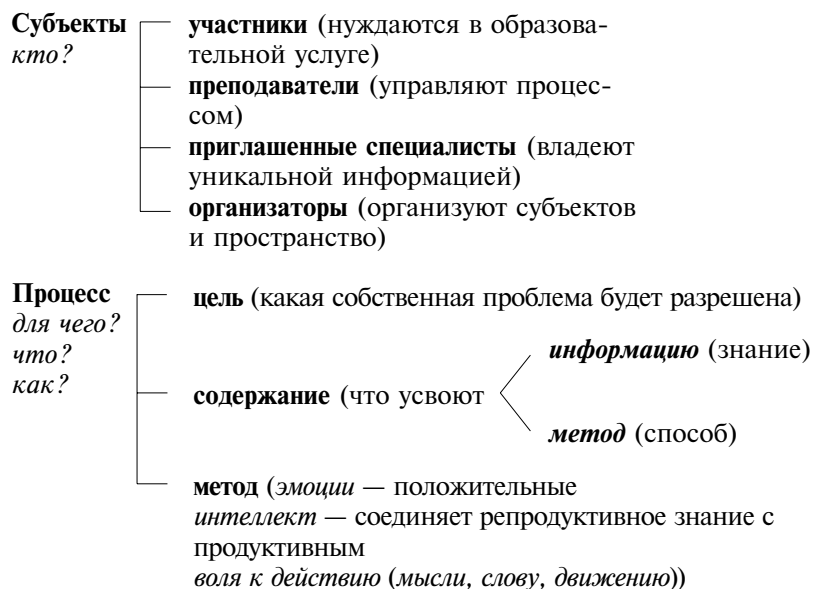 Субъекты участники (нуждаются в образова-
кто? тельной услуге)
преподаватели (управляют процес-
сом)
приглашенные специалисты (владеют
уникальной информацией)
организаторы (организуют субъектов
и пространство)
Процесс цель (какая собственная проблема будет разрешена)
для чего?
что? информацию (знание)
как?
содержание (что усвоют
метод (способ)
метод (эмоции — положительные
интеллект — соединяет репродуктивное знание с
продуктивным
воля к действию (мысли, слову, движению))